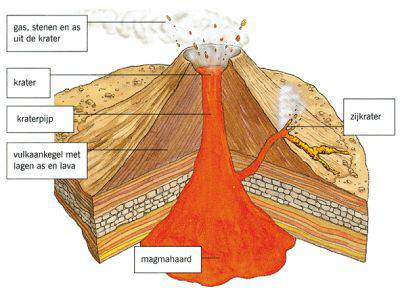 gas, stenen en as
uit de krater
krater
kraterpijp
zijkrater
vulkaankegel met
lagen as en lava
magmahaard